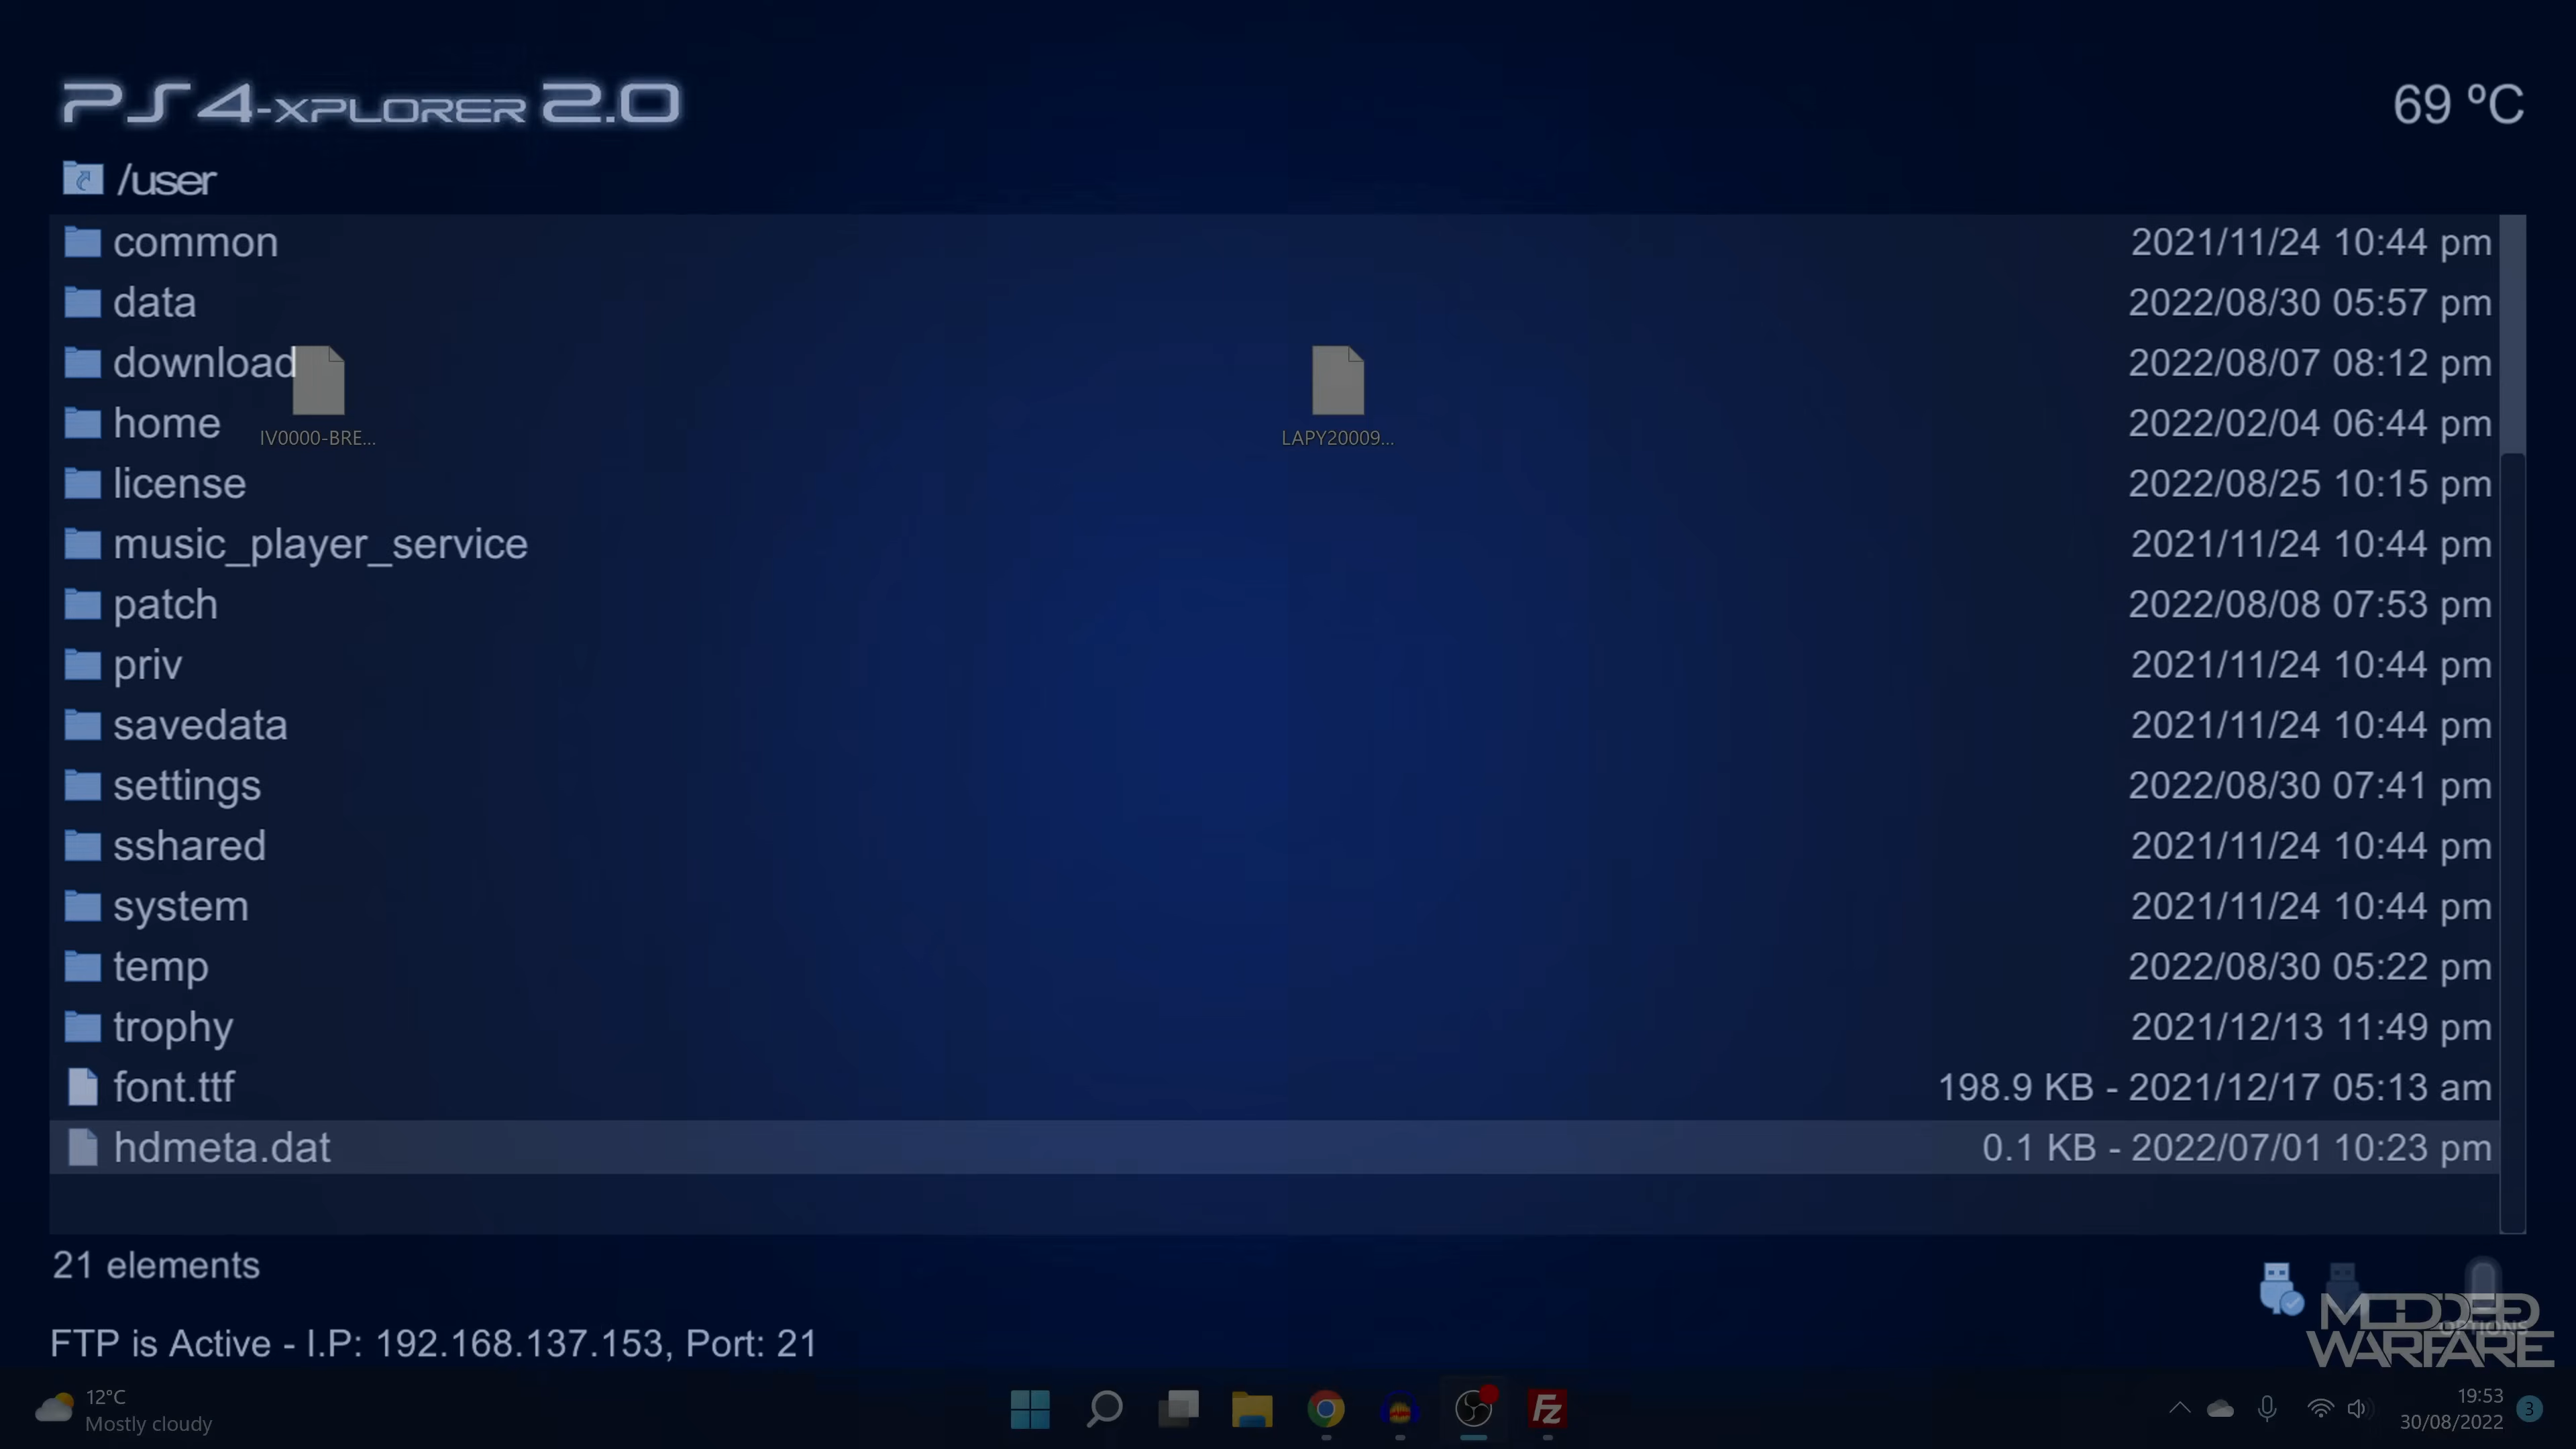 PS4-XPLORER 2.0
69 ºC
/user
common 2021/11/24 10:44 pm
data 2022/08/30 05:57 pm
download 2022/08/07 08:12 pm
IV0000-BRE...
LAPY20009...
home 2022/02/04 06:44 pm
license 2022/08/25 10:15 pm
music_player_service 2021/11/24 10:44 pm
patch 2022/08/08 07:53 pm
priv 2021/11/24 10:44 pm
savedata 2021/11/24 10:44 pm
settings 2022/08/30 07:41 pm
sshared 2021/11/24 10:44 pm
system 2021/11/24 10:44 pm
temp 2022/08/30 05:22 pm
trophy 2021/12/13 11:49 pm
font.ttf 198.9 KB - 2021/12/17 05:13 am
hdmeta.dat 0.1 KB - 2022/07/01 10:23 pm
21 elements
OPTIONS
MODDED
WARFARE
FTP is Active - I.P: 192.168.137.153, Port: 21
12°C
Mostly cloudy
Fz
19:53
30/08/2022
3